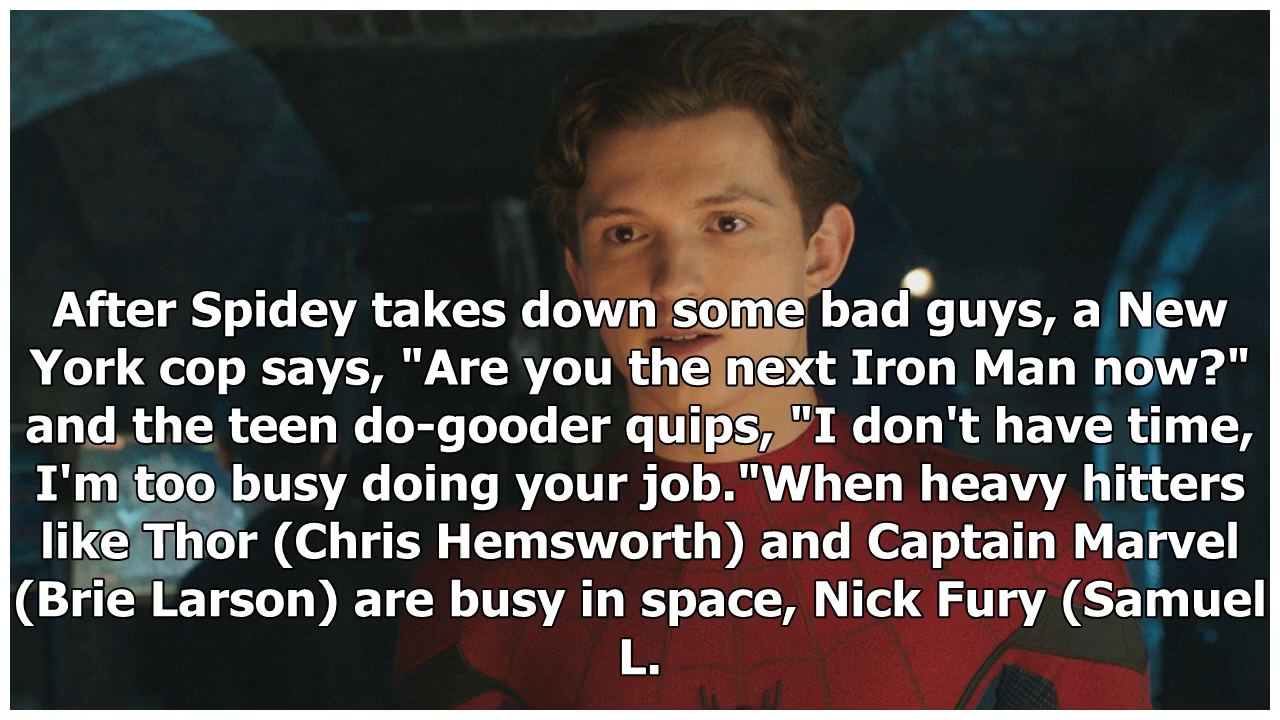 After Spidey takes down some bad guys, a New
York cop says, "Are you the next Iron Man now?"
and the teen do-gooder quips, "I don't have time,
I'm too busy doing your job."When heavy hitters
like Thor (Chris Hemsworth) and Captain Marvel
(Brie Larson) are busy in space, Nick Fury (Samuel
L.